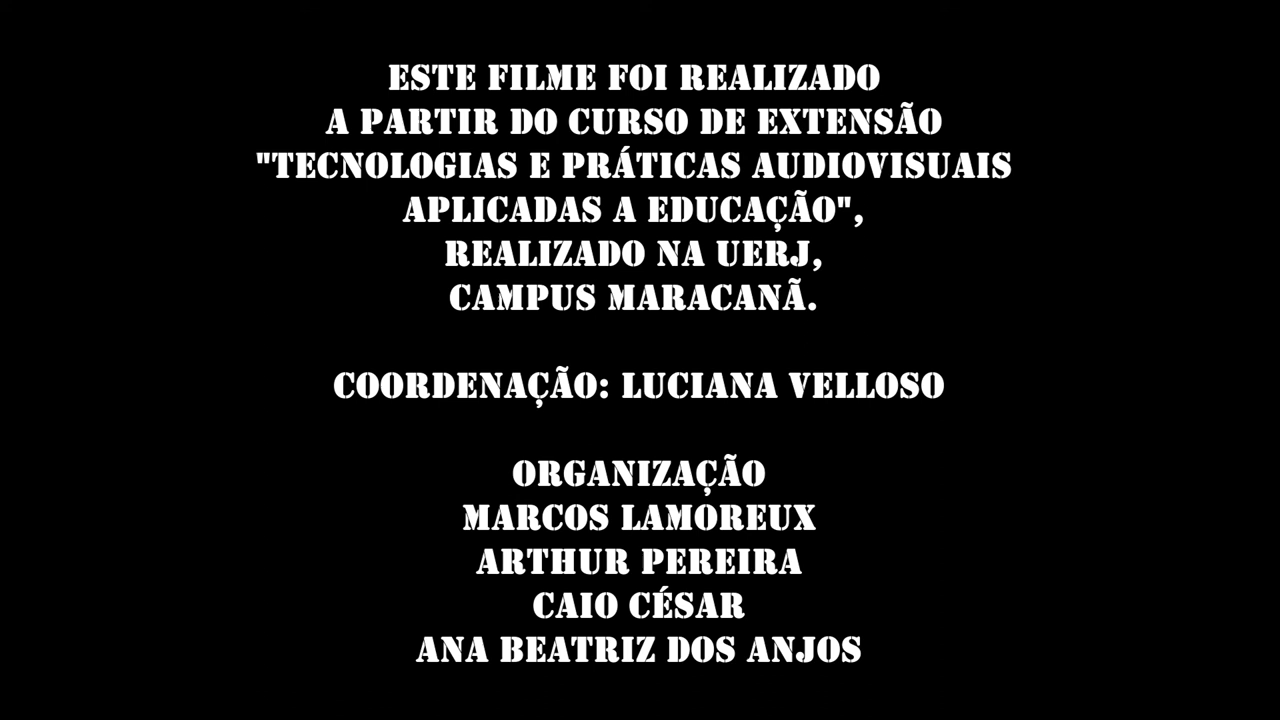 ESTE FILME FOI REALIZADO
A PARTIR DO CURSO DE EXTENSÃO
"TECNOLOGIAS E PRÁTICAS AUDIOVISUAIS
APLICADAS A EDUCAÇÃO",
REALIZADO NA UERJ,
CAMPUS MARACANÃ.
COORDENAÇÃO: LUCIANA VELLOSO
ORGANIZAÇÃO
MARCOS LAMOREUX
ARTHUR PEREIRA
CAIO CÉSAR
ANA BEATRIZ DOS ANJOS